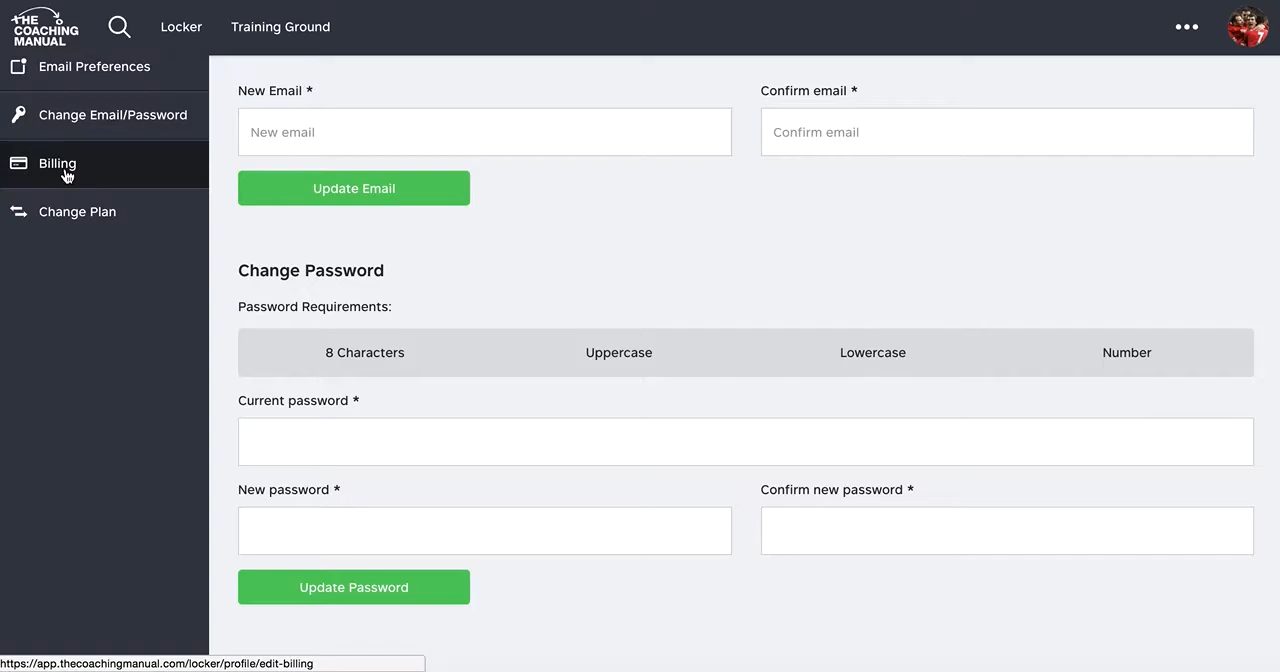 THE
COACHING
MANUAL
Locker
Training Ground
Email Preferences
Change Email/Password
Billing
Change Plan
New Email *
Confirm email *
New email
Confirm email
Update Email
Change Password
Password Requirements:
8 Characters
Uppercase
Lowercase
Number
Current password *
New password *
Confirm new password *
Update Password
https://app.thecoachingmanual.com/locker/profile/edit-billing
7